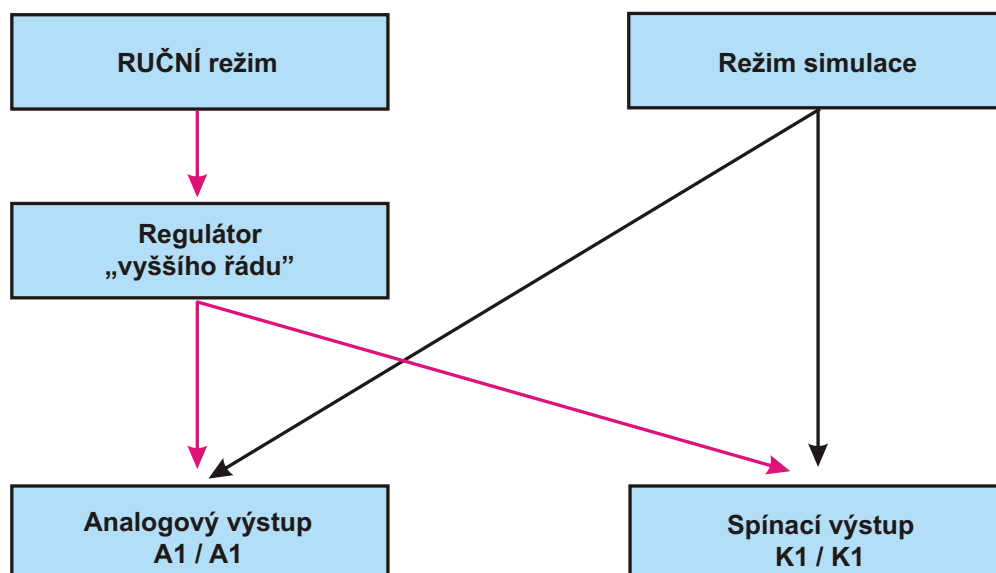 RUČNÍ režim
Režim simulace
Regulátor
„vyššího řádu”
Analogový výstup
A1 / A1
Spínací výstup
K1 / K1